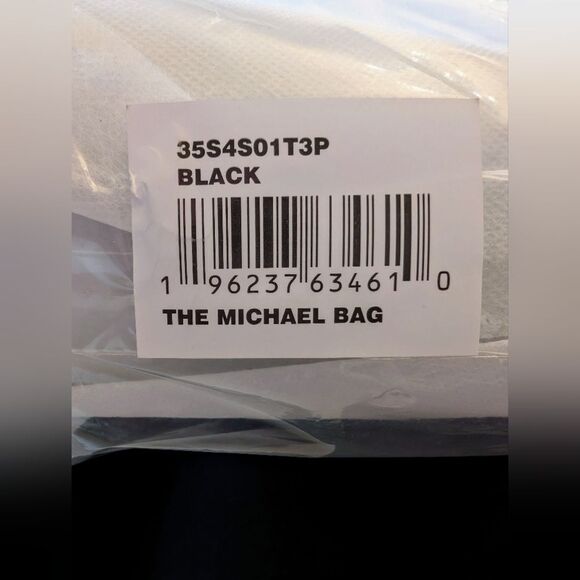 35S4S01T3P
BLACK
1 96237 63461 0
THE MICHAEL BAG